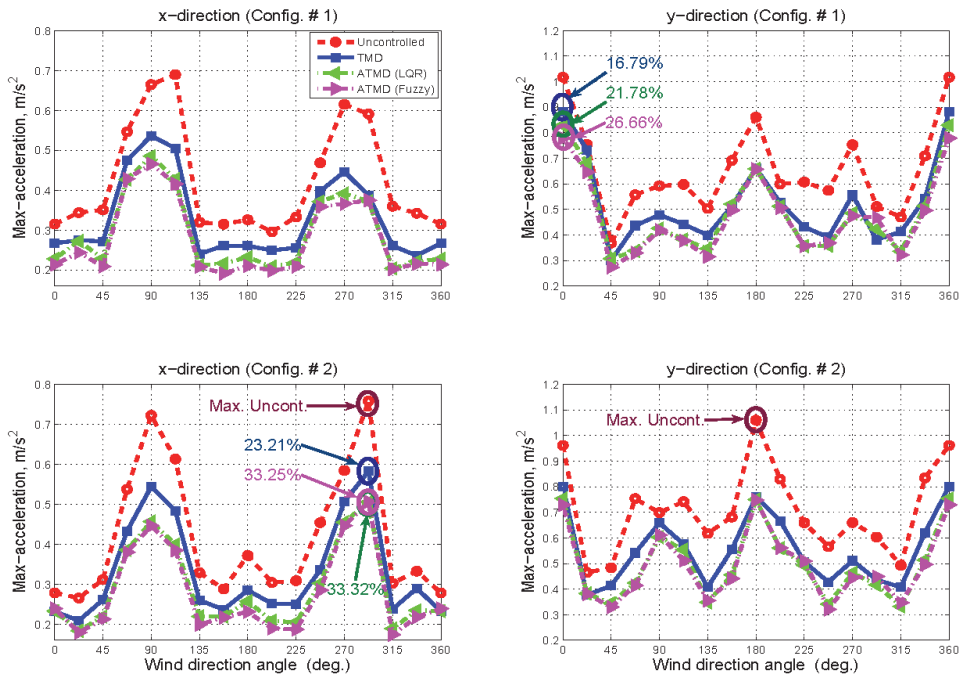 x-direction (Config. # 1)
Max-acceleration, m/s²
0.8
0.7
0.6
0.5
0.4
0.3
0.2
0 45 90 135 180 225 270 315 360
Uncontrolled
TMD
ATMD (LQR)
ATMD (Fuzzy)
y-direction (Config. # 1)
Max-acceleration, m/s²
1.2
1.1
1
0.9
0.8
0.7
0.6
0.5
0.4
0.3
0.2
0 45 90 135 180 225 270 315 360
16.79%
21.78%
26.66%
x-direction (Config. # 2)
Max-acceleration, m/s²
0.8
0.7
0.6
0.5
0.4
0.3
0.2
0 45 90 135 180 225 270 315 360
Wind direction angle (deg.)
Max. Uncont
23.21%
33.25%
33.32%
y-direction (Config. # 2)
Max-acceleration, m/s²
1.2
1.1
1
0.9
0.8
0.7
0.6
0.5
0.4
0.3
0.2
0 45 90 135 180 225 270 315 360
Wind direction angle (deg.)
Max. Uncont